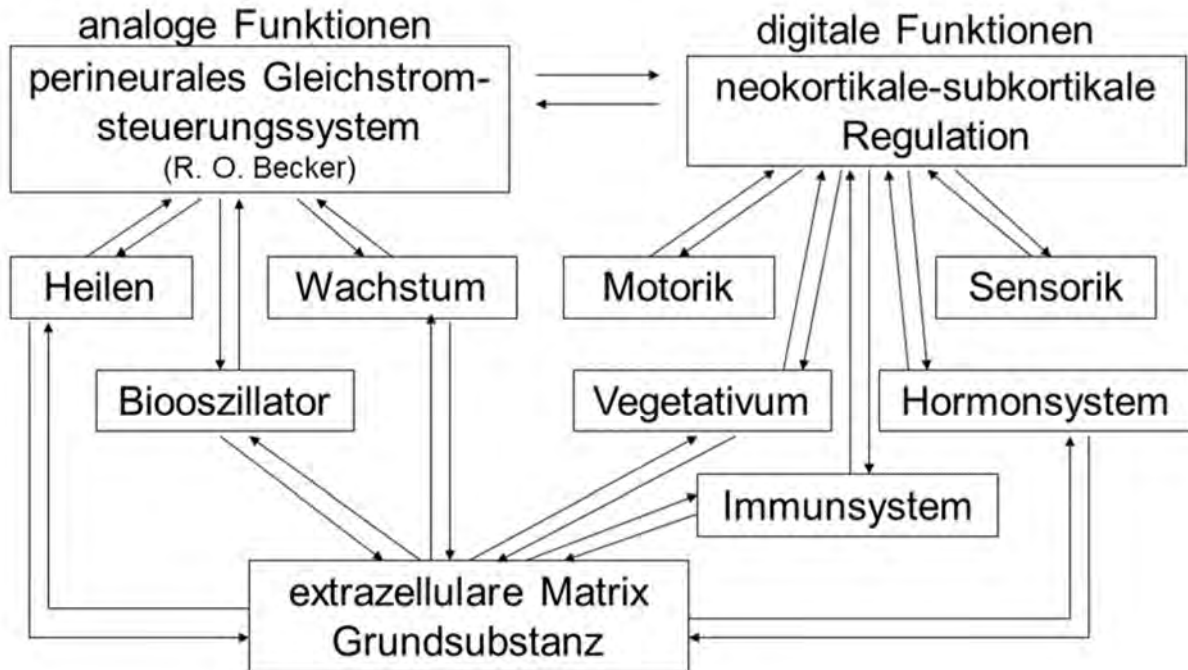 analoge Funktionen
perineurales Gleichstrom-
steuerungssystem
(R. O. Becker)
digitale Funktionen
neokortikale-subkortikale
Regulation
Heilen
Wachstum
Motorik
Sensorik
Biooszillator
Vegetativum
Hormonsystem
Immunsystem
extrazellulare Matrix
Grundsubstanz